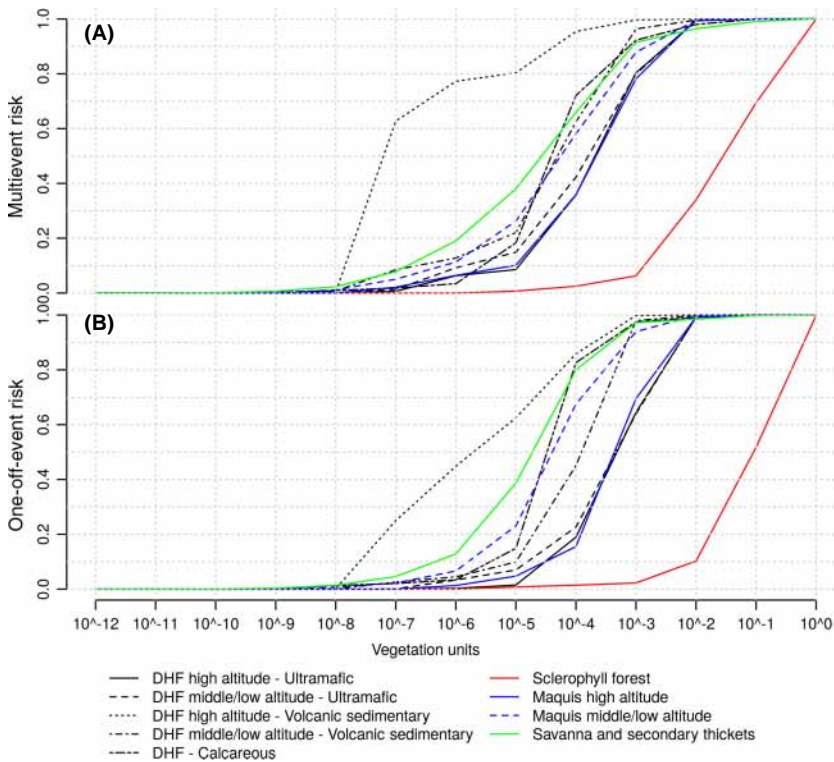 (A)
Multievent risk
1.0
0.8
0.6
0.4
0.2
0.0
(B)
One-off-event risk
1.0
0.8
0.6
0.4
0.2
0.0
10^-12 10^-11 10^-10 10^-9 10^-8 10^-7 10^-6 10^-5 10^-4 10^-3 10^-2 10^-1 10^-0
Vegetation units
DHF high altitude - Ultramafic
DHF middle/low altitude - Ultramafic
DHF high altitude - Volcanic sedimentary
DHF middle/low altitude - Volcanic sedimentary
DHF - Calcareous
Sclerophyll forest
Maquis high altitude
Maquis middle/low altitude
Savanna and secondary thickets